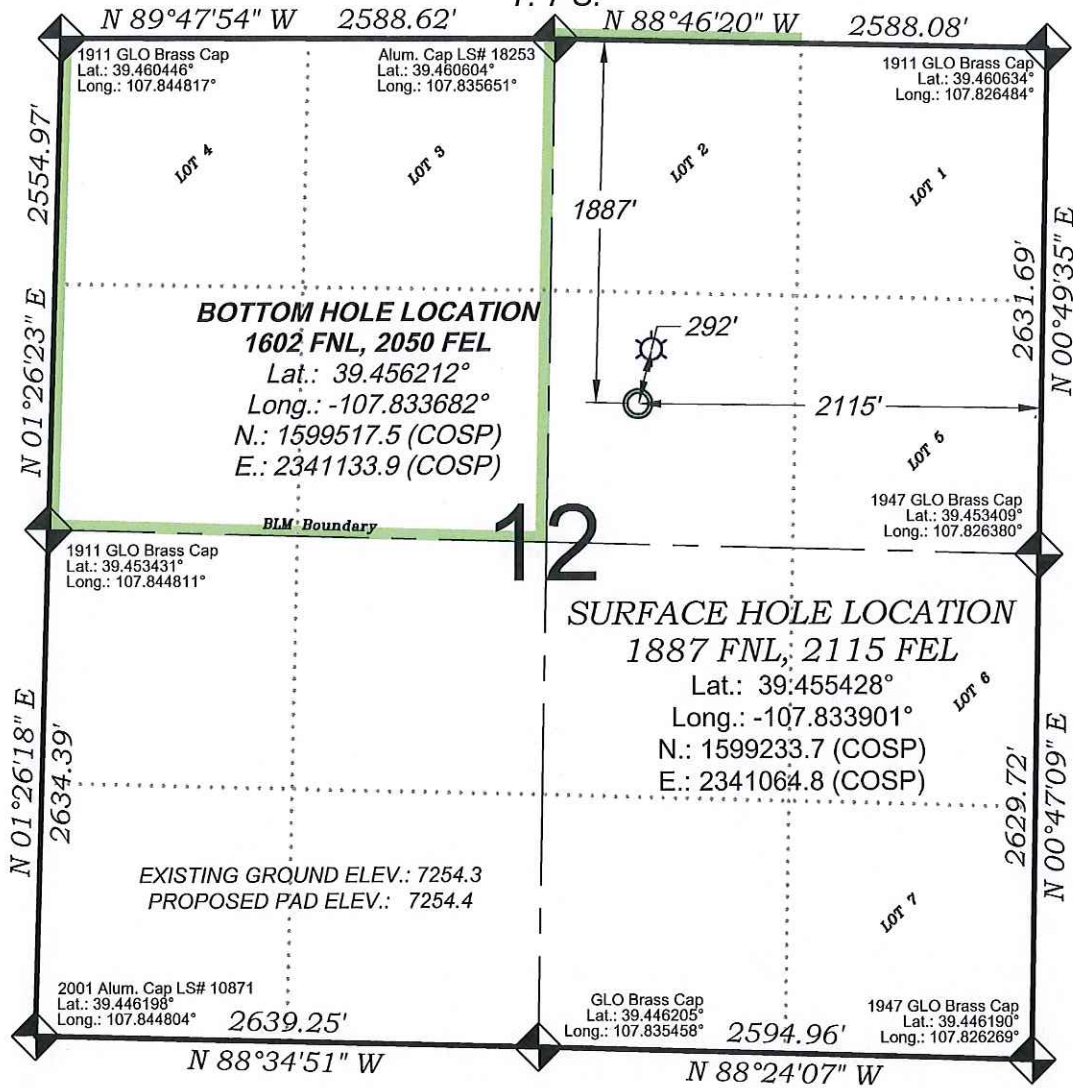 T. 7 S.
N 89°47'54" W 2588.62'
N 88°46'20" W 2588.08'
1911 GLO Brass Cap
Lat.: 39.460446°
Long.: 107.844817°
Alum. Cap LS# 18253
Lat.: 39.460604°
Long.: 107.835651°
1911 GLO Brass Cap
Lat.: 39.460634°
Long.: 107.826484°
N 01°26'23" E 2554.97'
LOT 4
LOT 3
LOT 2
LOT 1
1887'
2631.69'
N 00°49'35" E
BOTTOM HOLE LOCATION
1602 FNL, 2050 FEL
Lat.: 39.456212°
Long.: -107.833682°
N.: 1599517.5 (COSP)
E.: 2341133.9 (COSP)
292'
2115'
LOT 5
1947 GLO Brass Cap
Lat.: 39.453409°
Long.: 107.826380°
BLM Boundary
12
1911 GLO Brass Cap
Lat.: 39.453431°
Long.: 107.844811°
SURFACE HOLE LOCATION
1887 FNL, 2115 FEL
Lat.: 39.455428°
Long.: -107.833901°
N.: 1599233.7 (COSP)
E.: 2341064.8 (COSP)
LOT 6
N 01°26'18" E
2634.39'
2629.72'
N 00°47'09" E
EXISTING GROUND ELEV.: 7254.3
PROPOSED PAD ELEV.: 7254.4
LOT 7
2001 Alum. Cap LS# 10871
Lat.: 39.446198°
Long.: 107.844804°
GLO Brass Cap
Lat.: 39.446205°
Long.: 107.835458°
1947 GLO Brass Cap
Lat.: 39.446190°
Long.: 107.826269°
2639.25'
N 88°34'51" W
2594.96'
N 88°24'07" W